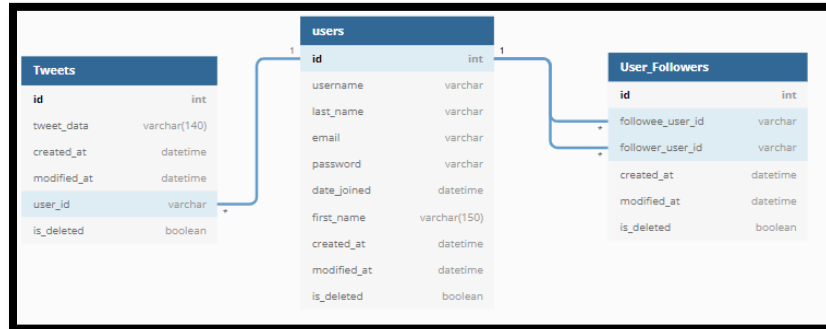 Tweets
id int
tweet_data varchar(140)
created_at datetime
modified_at datetime
user_id varchar
is_deleted boolean
*
1
users
id int
username varchar
last_name varchar
email varchar
password varchar
date_joined datetime
first_name varchar(150)
created_at datetime
modified_at datetime
is_deleted boolean
1
User_Followers
id int
followee_user_id varchar
*
follower_user_id varchar
*
created_at datetime
modified_at datetime
is_deleted boolean